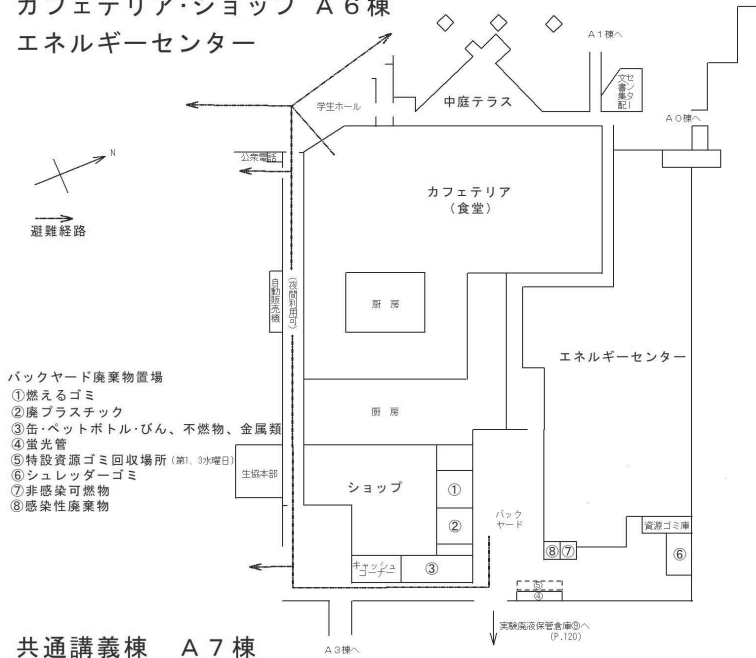 カフェテリア・ショップ A6棟
エネルギーセンター
A1棟へ
文書集配
センター
学生ホール
中庭テラス
A0棟へ
公衆電話
N
避難経路
カフェテリア
(食堂)
自動販売機
(夜間利用可)
厨房
エネルギーセンター
バックヤード廃棄物置場
①燃えるゴミ
②廃プラスチック
③缶・ペットボトル・びん、不燃物、金属類
④蛍光管
⑤特設資源ゴミ回収場所(第1、3水曜日)
⑥シュレッダーゴミ
⑦非感染可燃物
⑧感染性廃棄物
厨房
生協本部
ショップ
①
②
バック
ヤード
資源ゴミ庫
⑧⑦
⑥
キャッシュ
コーナー
③
⑤
④
実験廃液保管倉庫⑨へ
(P.120)
共通講義棟 A7棟
A3棟へ